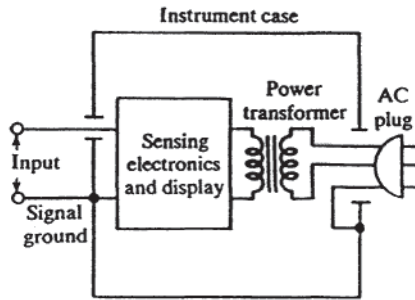 Instrument case
Power
transformer
AC
plug
Sensing
electronics
and display
Input
Signal
ground